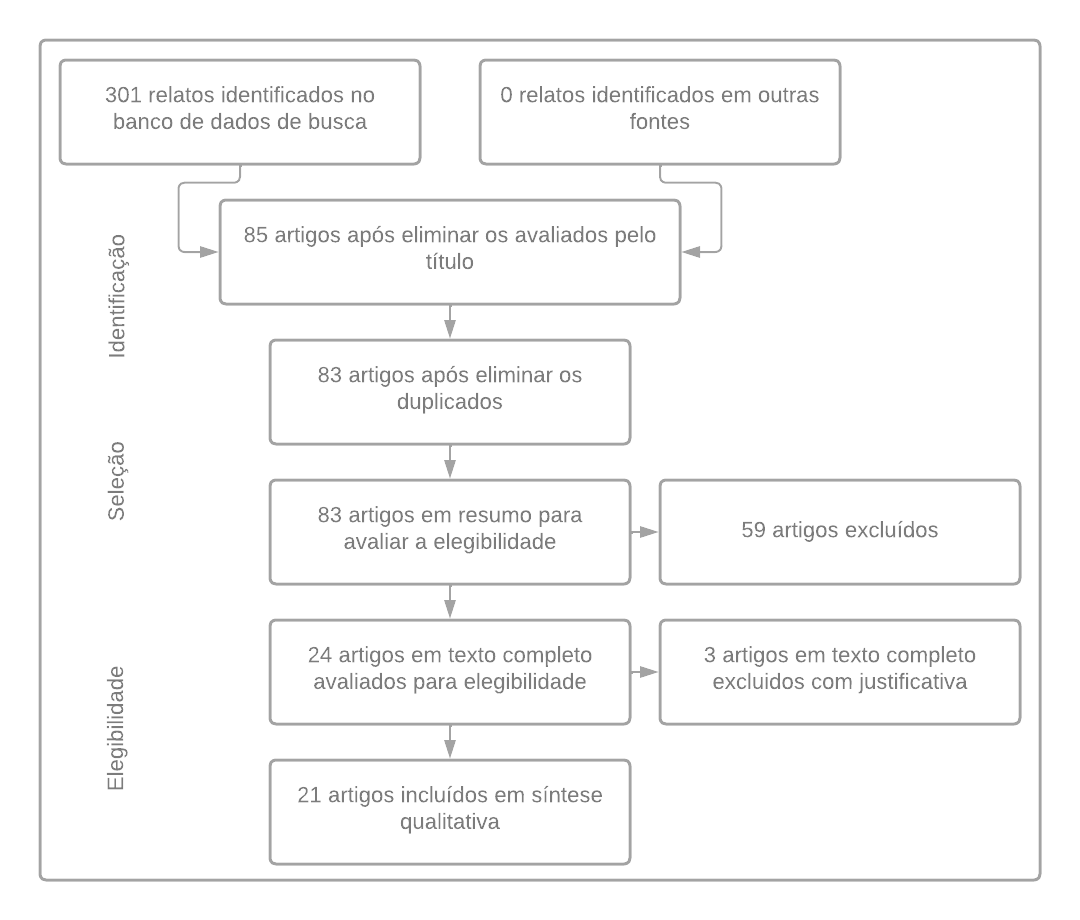 301 relatos identificados no
banco de dados de busca
0 relatos identificados em outras
fontes
Identificação
85 artigos após eliminar os avaliados pelo
título
83 artigos após eliminar os
duplicados
Seleção
83 artigos em resumo para
avaliar a elegibilidade
59 artigos excluídos
Elegibilidade
24 artigos em texto completo
avaliados para elegibilidade
3 artigos em texto completo
excluidos com justificativa
21 artigos incluídos em síntese
qualitativa